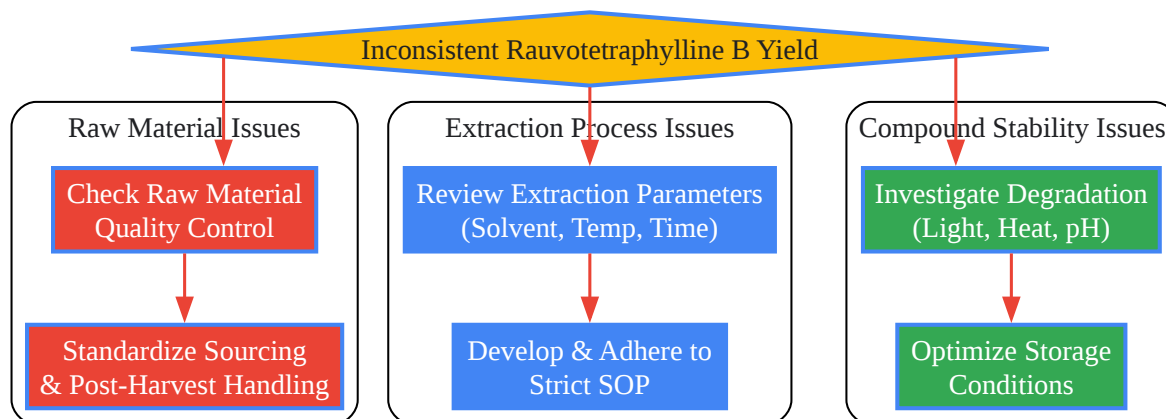 Inconsistent Rauvotetraphylline B Yield
Raw Material Issues
Check Raw Material
Quality Control
Standardize Sourcing
& Post-Harvest Handling
Extraction Process Issues
Review Extraction Parameters
(Solvent, Temp, Time)
Develop & Adhere to
Strict SOP
Compound Stability Issues
Investigate Degradation
(Light, Heat, pH)
Optimize Storage
Conditions